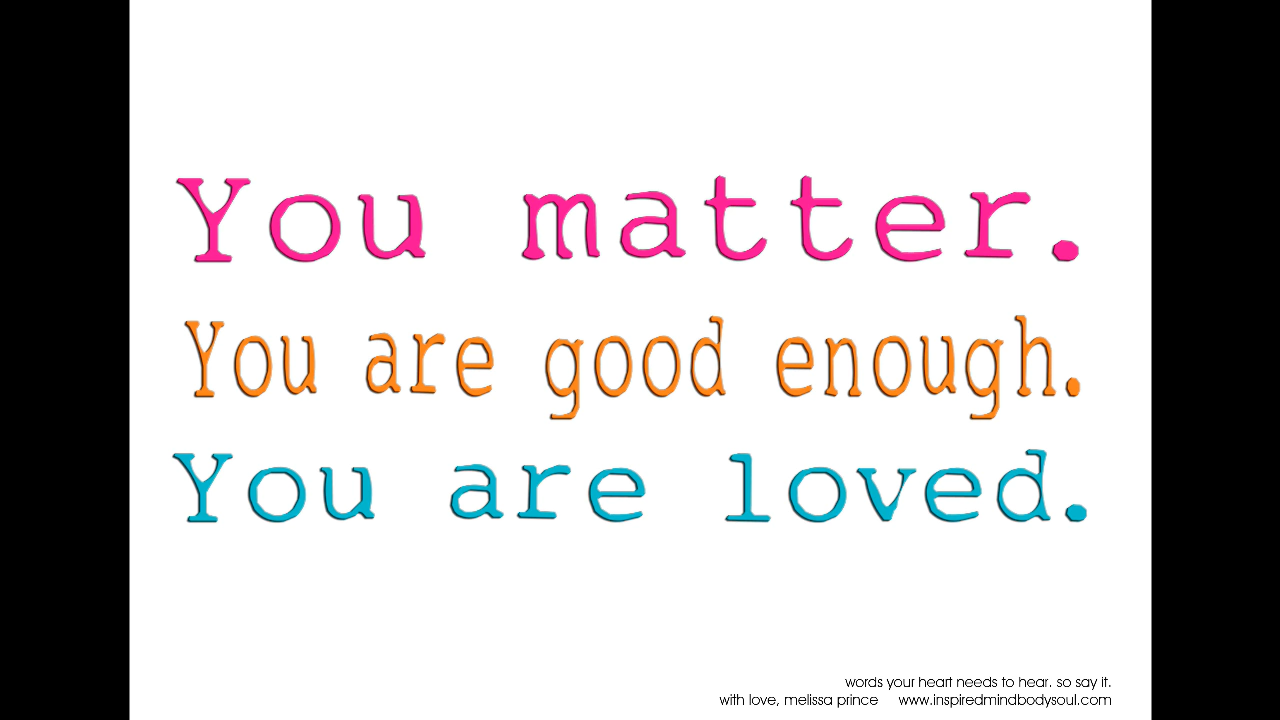 You matter.
You are good enough.
You are loved.
words your heart needs to hear. so say it.
with love, melissa prince www.inspiredmindbodysoul.com